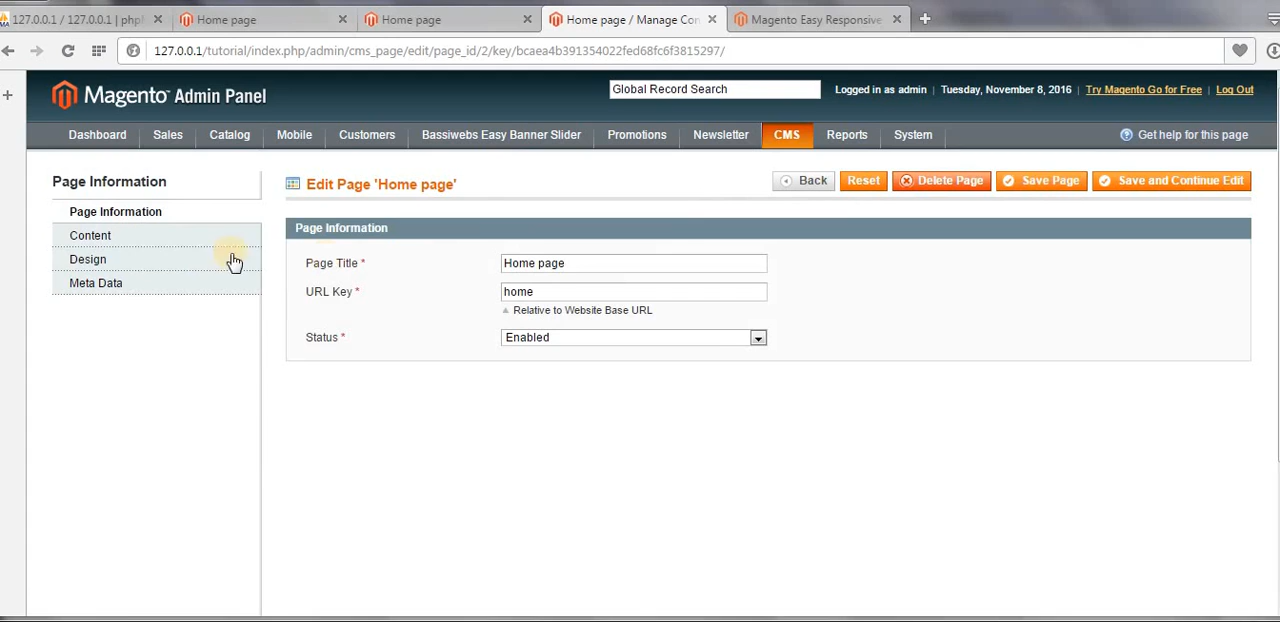 127.0.0.1 / 127.0.0.1 | ph
Home page
Home page
Home page / Manage Con
Magento Easy Responsive
127.0.0.1/tutorial/index.php/admin/cms_page/edit/page_id/2/key/bcaea4b391354022fed68fc6f3815297/
Magento Admin Panel
Global Record Search
Logged in as admin | Tuesday, November 8, 2016 | Try Magento Go for Free | Log Out
Dashboard Sales Catalog Mobile Customers Bassiwebs Easy Banner Slider Promotions Newsletter CMS Reports System Get help for this page
Page Information
Page Information
Content
Design
Meta Data
Edit Page 'Home page'
Back Reset Delete Page Save Page Save and Continue Edit
Page Information
Page Title * Home page
URL Key * home
Relative to Website Base URL
Status * Enabled